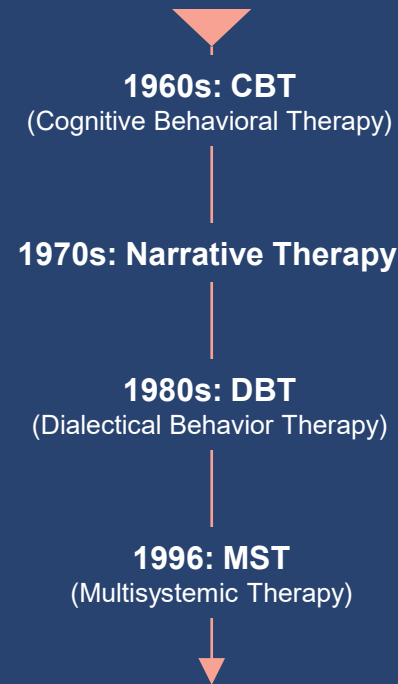 1960s: CBT
(Cognitive Behavioral Therapy)
1970s: Narrative Therapy
1980s: DBT
(Dialectical Behavior Therapy)
1996: MST
(Multisystemic Therapy)